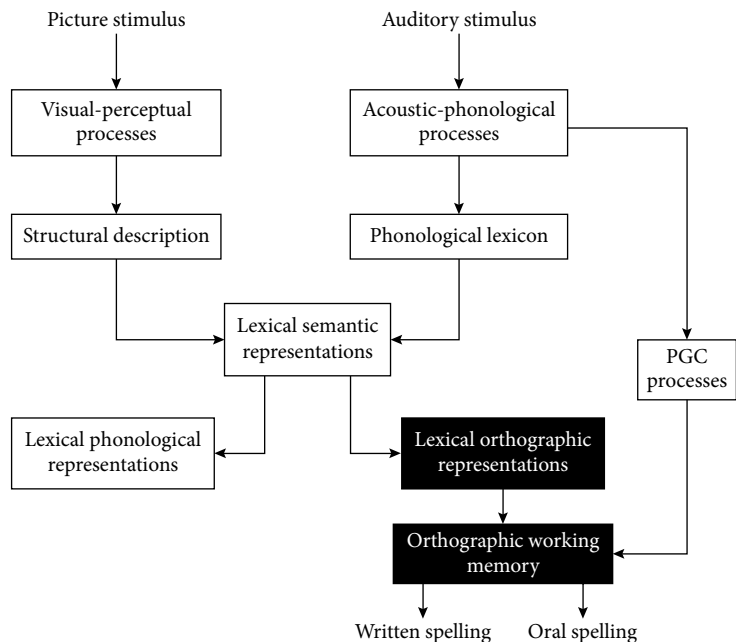 Picture stimulus
Auditory stimulus
Visual-perceptual
processes
Acoustic-phonological
processes
Structural description
Phonological lexicon
Lexical semantic
representations
PGC
processes
Lexical phonological
representations
Lexical orthographic
representations
Orthographic working
memory
Written spelling
Oral spelling